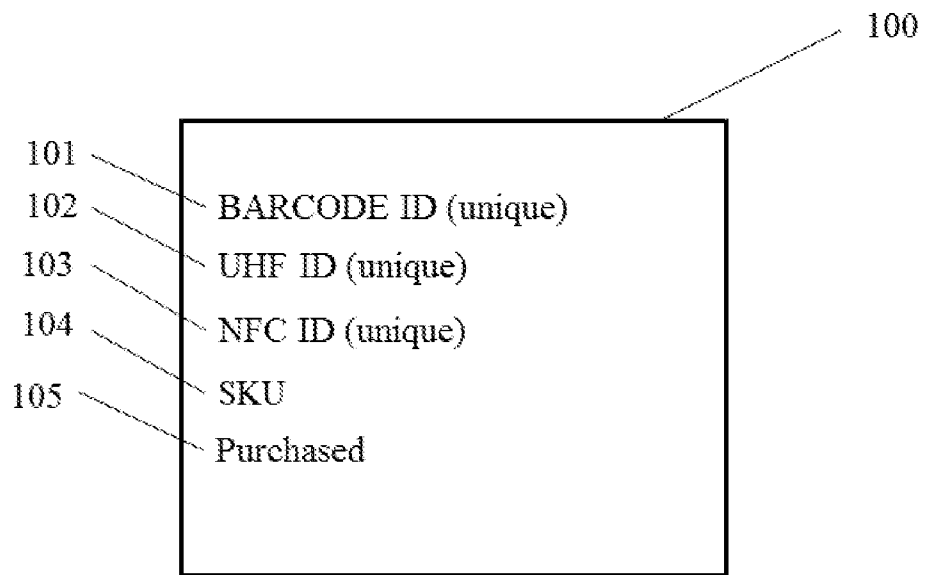 100
101
BARCODE ID (unique)
102
UHF ID (unique)
103
NFC ID (unique)
104
SKU
105
Purchased